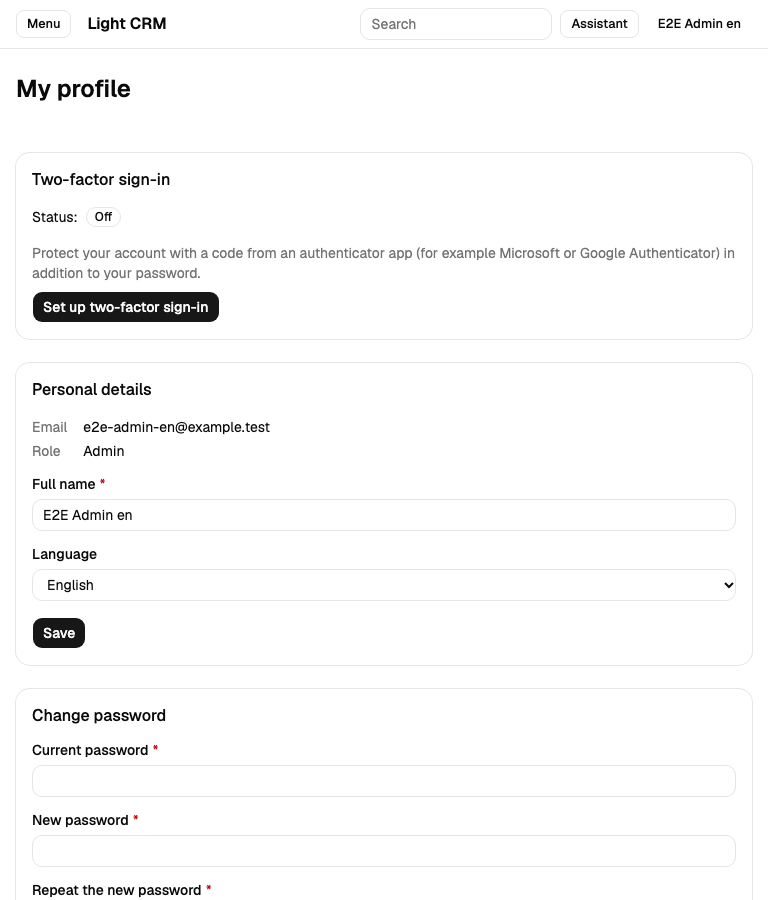 Menu
Light CRM
Search
Assistant
E2E Admin en
My profile
Two-factor sign-in
Status: Off
Protect your account with a code from an authenticator app (for example Microsoft or Google Authenticator) in
addition to your password.
Set up two-factor sign-in
Personal details
Email e2e-admin-en@example.test
Role Admin
Full name *
E2E Admin en
Language
English
Save
Change password
Current password *
New password *
Repeat the new password *